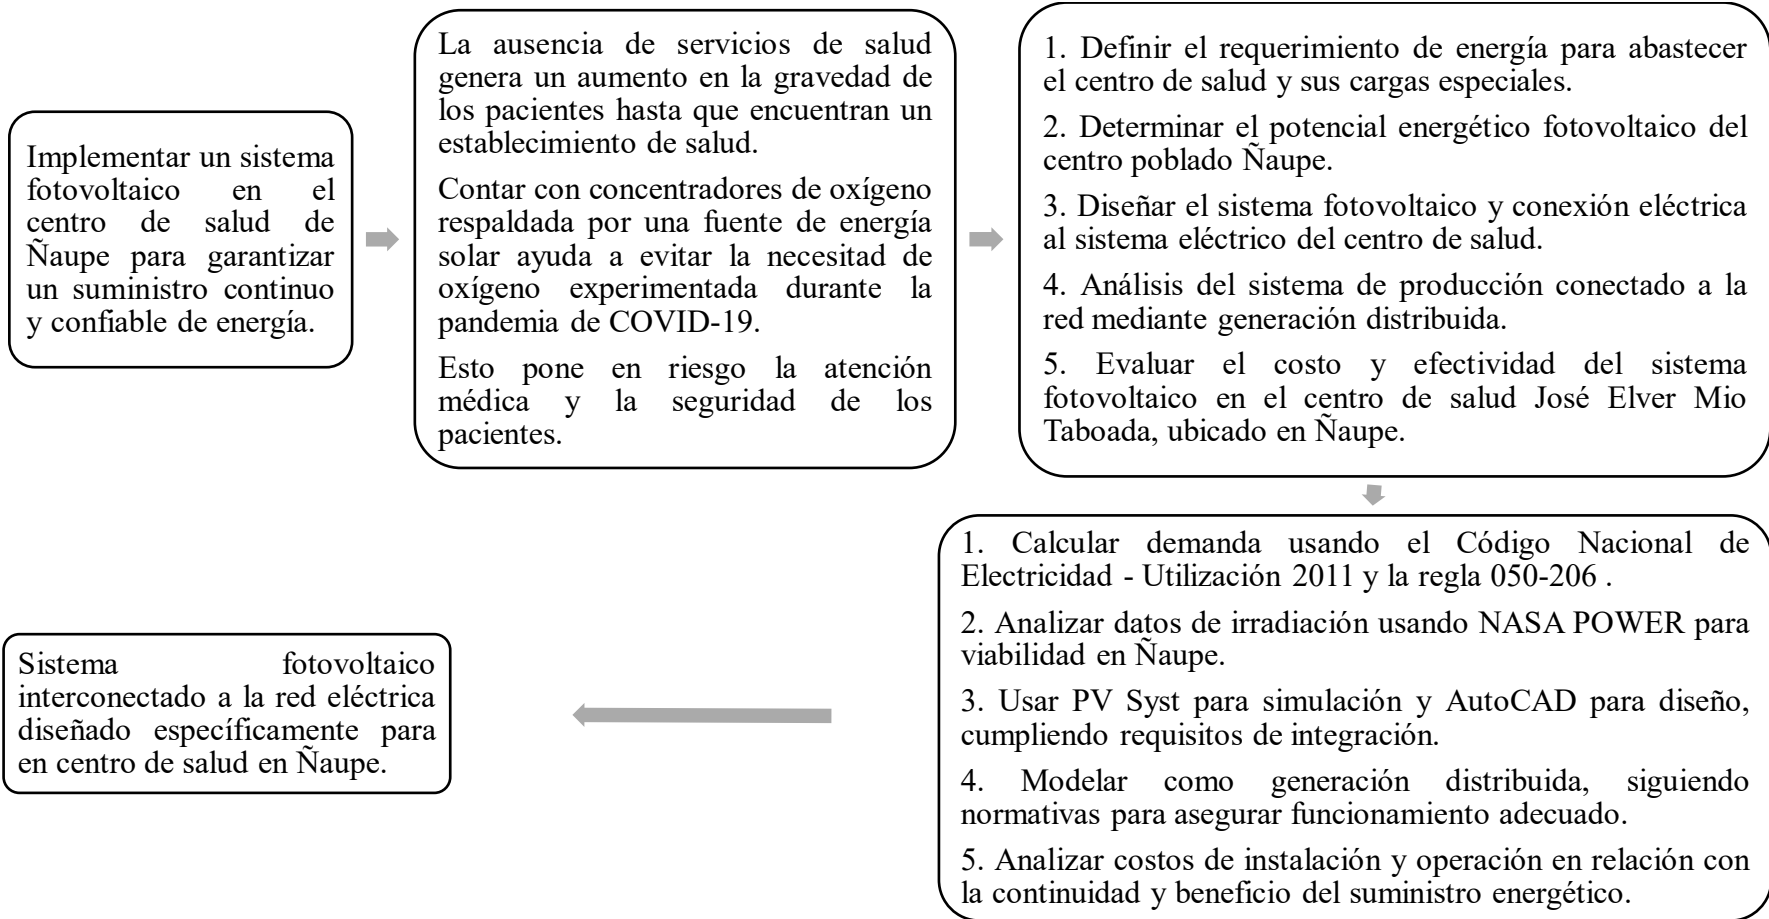 Implementar un sistema
fotovoltaico en el
centro de salud de
Ñaupe para garantizar
un suministro continuo
y confiable de energía.
La ausencia de servicios de salud
genera un aumento en la gravedad de
los pacientes hasta que encuentran un
establecimiento de salud.
Contar con concentradores de oxígeno
respaldada por una fuente de energía
solar ayuda a evitar la necesitad de
oxígeno experimentada durante la
pandemia de COVID-19.
Esto pone en riesgo la atención
médica y la seguridad de los
pacientes.
1. Definir el requerimiento de energía para abastecer
el centro de salud y sus cargas especiales.
2. Determinar el potencial energético fotovoltaico del
centro poblado Ñaupe.
3. Diseñar el sistema fotovoltaico y conexión eléctrica
al sistema eléctrico del centro de salud.
4. Análisis del sistema de producción conectado a la
red mediante generación distribuida.
5. Evaluar el costo y efectividad del sistema
fotovoltaico en el centro de salud José Elver Mio
Taboada, ubicado en Ñaupe.
1. Calcular demanda usando el Código Nacional de
Electricidad - Utilización 2011 y la regla 050-206 .
2. Analizar datos de irradiación usando NASA POWER para
viabilidad en Ñaupe.
3. Usar PV Syst para simulación y AutoCAD para diseño,
cumpliendo requisitos de integración.
4. Modelar como generación distribuida, siguiendo
normativas para asegurar funcionamiento adecuado.
5. Analizar costos de instalación y operación en relación con
la continuidad y beneficio del suministro energético.
Sistema fotovoltaico
interconectado a la red eléctrica
diseñado específicamente para
en centro de salud en Ñaupe.